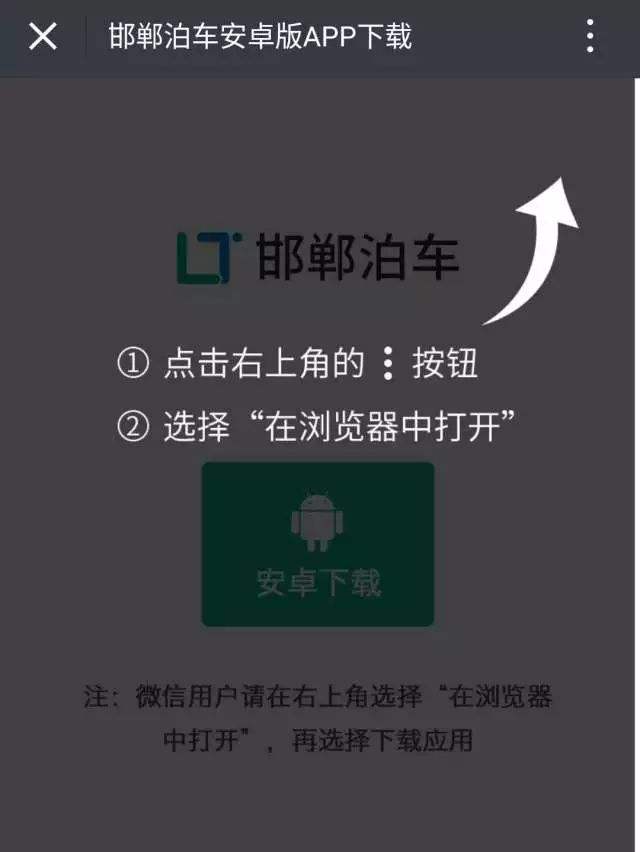 邯郸泊车安卓版APP下载
邯郸泊车
① 点击右上角的 ⋮ 按钮
② 选择“在浏览器中打开”
安卓下载
注：微信用户请在右上角选择“在浏览器
中打开”，再选择下载应用